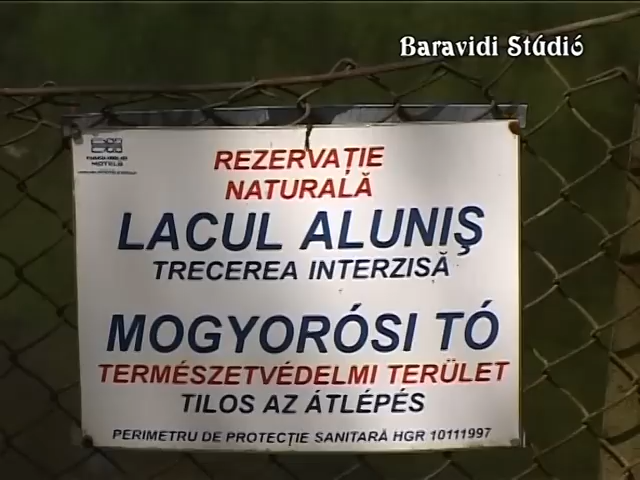 Baravidi Stúdió
HOTELS
REZERVAȚIE
NATURALĂ
LACUL ALUNIȘ
TRECEREA INTERZISĂ
MOGYORÓSI TÓ
TERMÉSZETVÉDELMI TERÜLET
TILOS AZ ÁTLÉPÉS
PERIMETRU DE PROTECȚIE SANITARĂ HGR 10111997